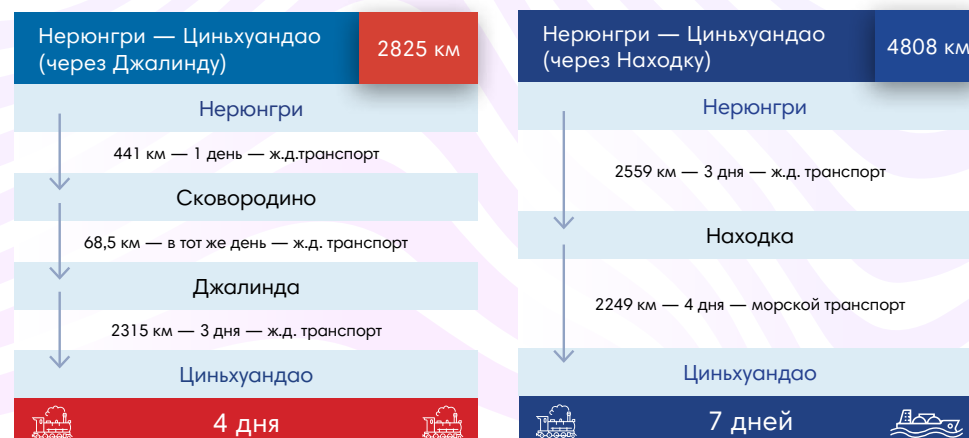 Нерюнгри — Циньхуандао
(через Джалинду)
2825 км
Нерюнгри
441 км — 1 день — ж.д.транспорт
Сковородино
68,5 км — в тот же день — ж.д. транспорт
Джалинда
2315 км — 3 дня — ж.д. транспорт
Циньхуандао
4 дня
Нерюнгри — Циньхуандао
(через Находку)
4808 км
Нерюнгри
2559 км — 3 дня — ж.д. транспорт
Находка
2249 км — 4 дня — морской транспорт
Циньхуандао
7 дней